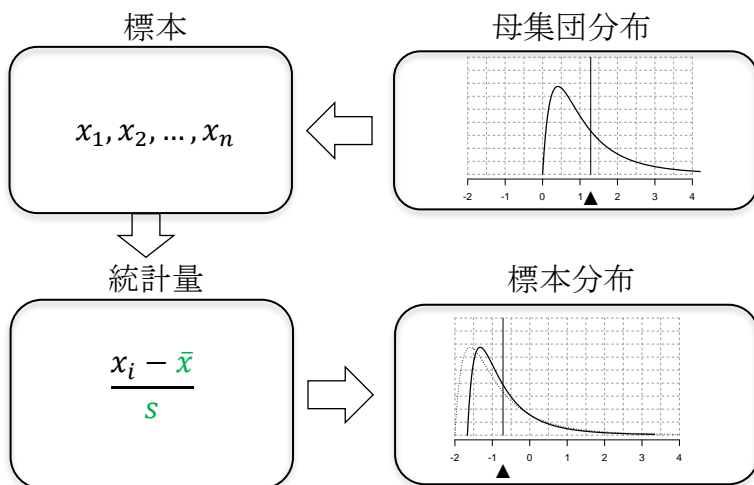 標本
x₁, x₂, …, xₙ
母集団分布
-2 -1 0 1 2 3 4
統計量
xᵢ − x̄
s
標本分布
-2 -1 0 1 2 3 4